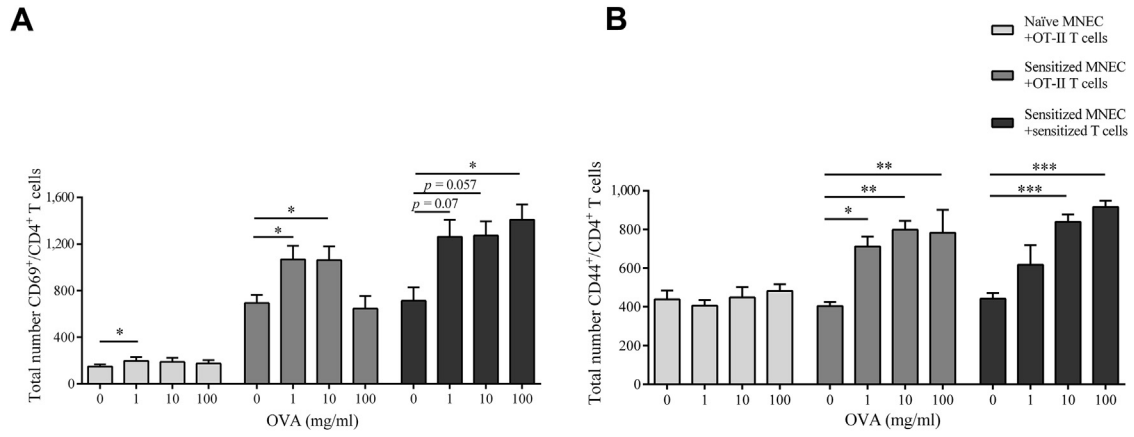 A
Total number CD69⁺/CD4⁺ T cells
1,600
1,200
800
400
0
*
*
*
p = 0.07
p = 0.057
*
0 1 10 100 0 1 10 100 0 1 10 100
OVA (mg/ml)
B
Naïve MNEC
+OT-II T cells
Sensitized MNEC
+OT-II T cells
Sensitized MNEC
+sensitized T cells
Total number CD44⁺/CD4⁺ T cells
1,000
800
600
400
200
0
**
**
*
***
***
0 1 10 100 0 1 10 100 0 1 10 100
OVA (mg/ml)